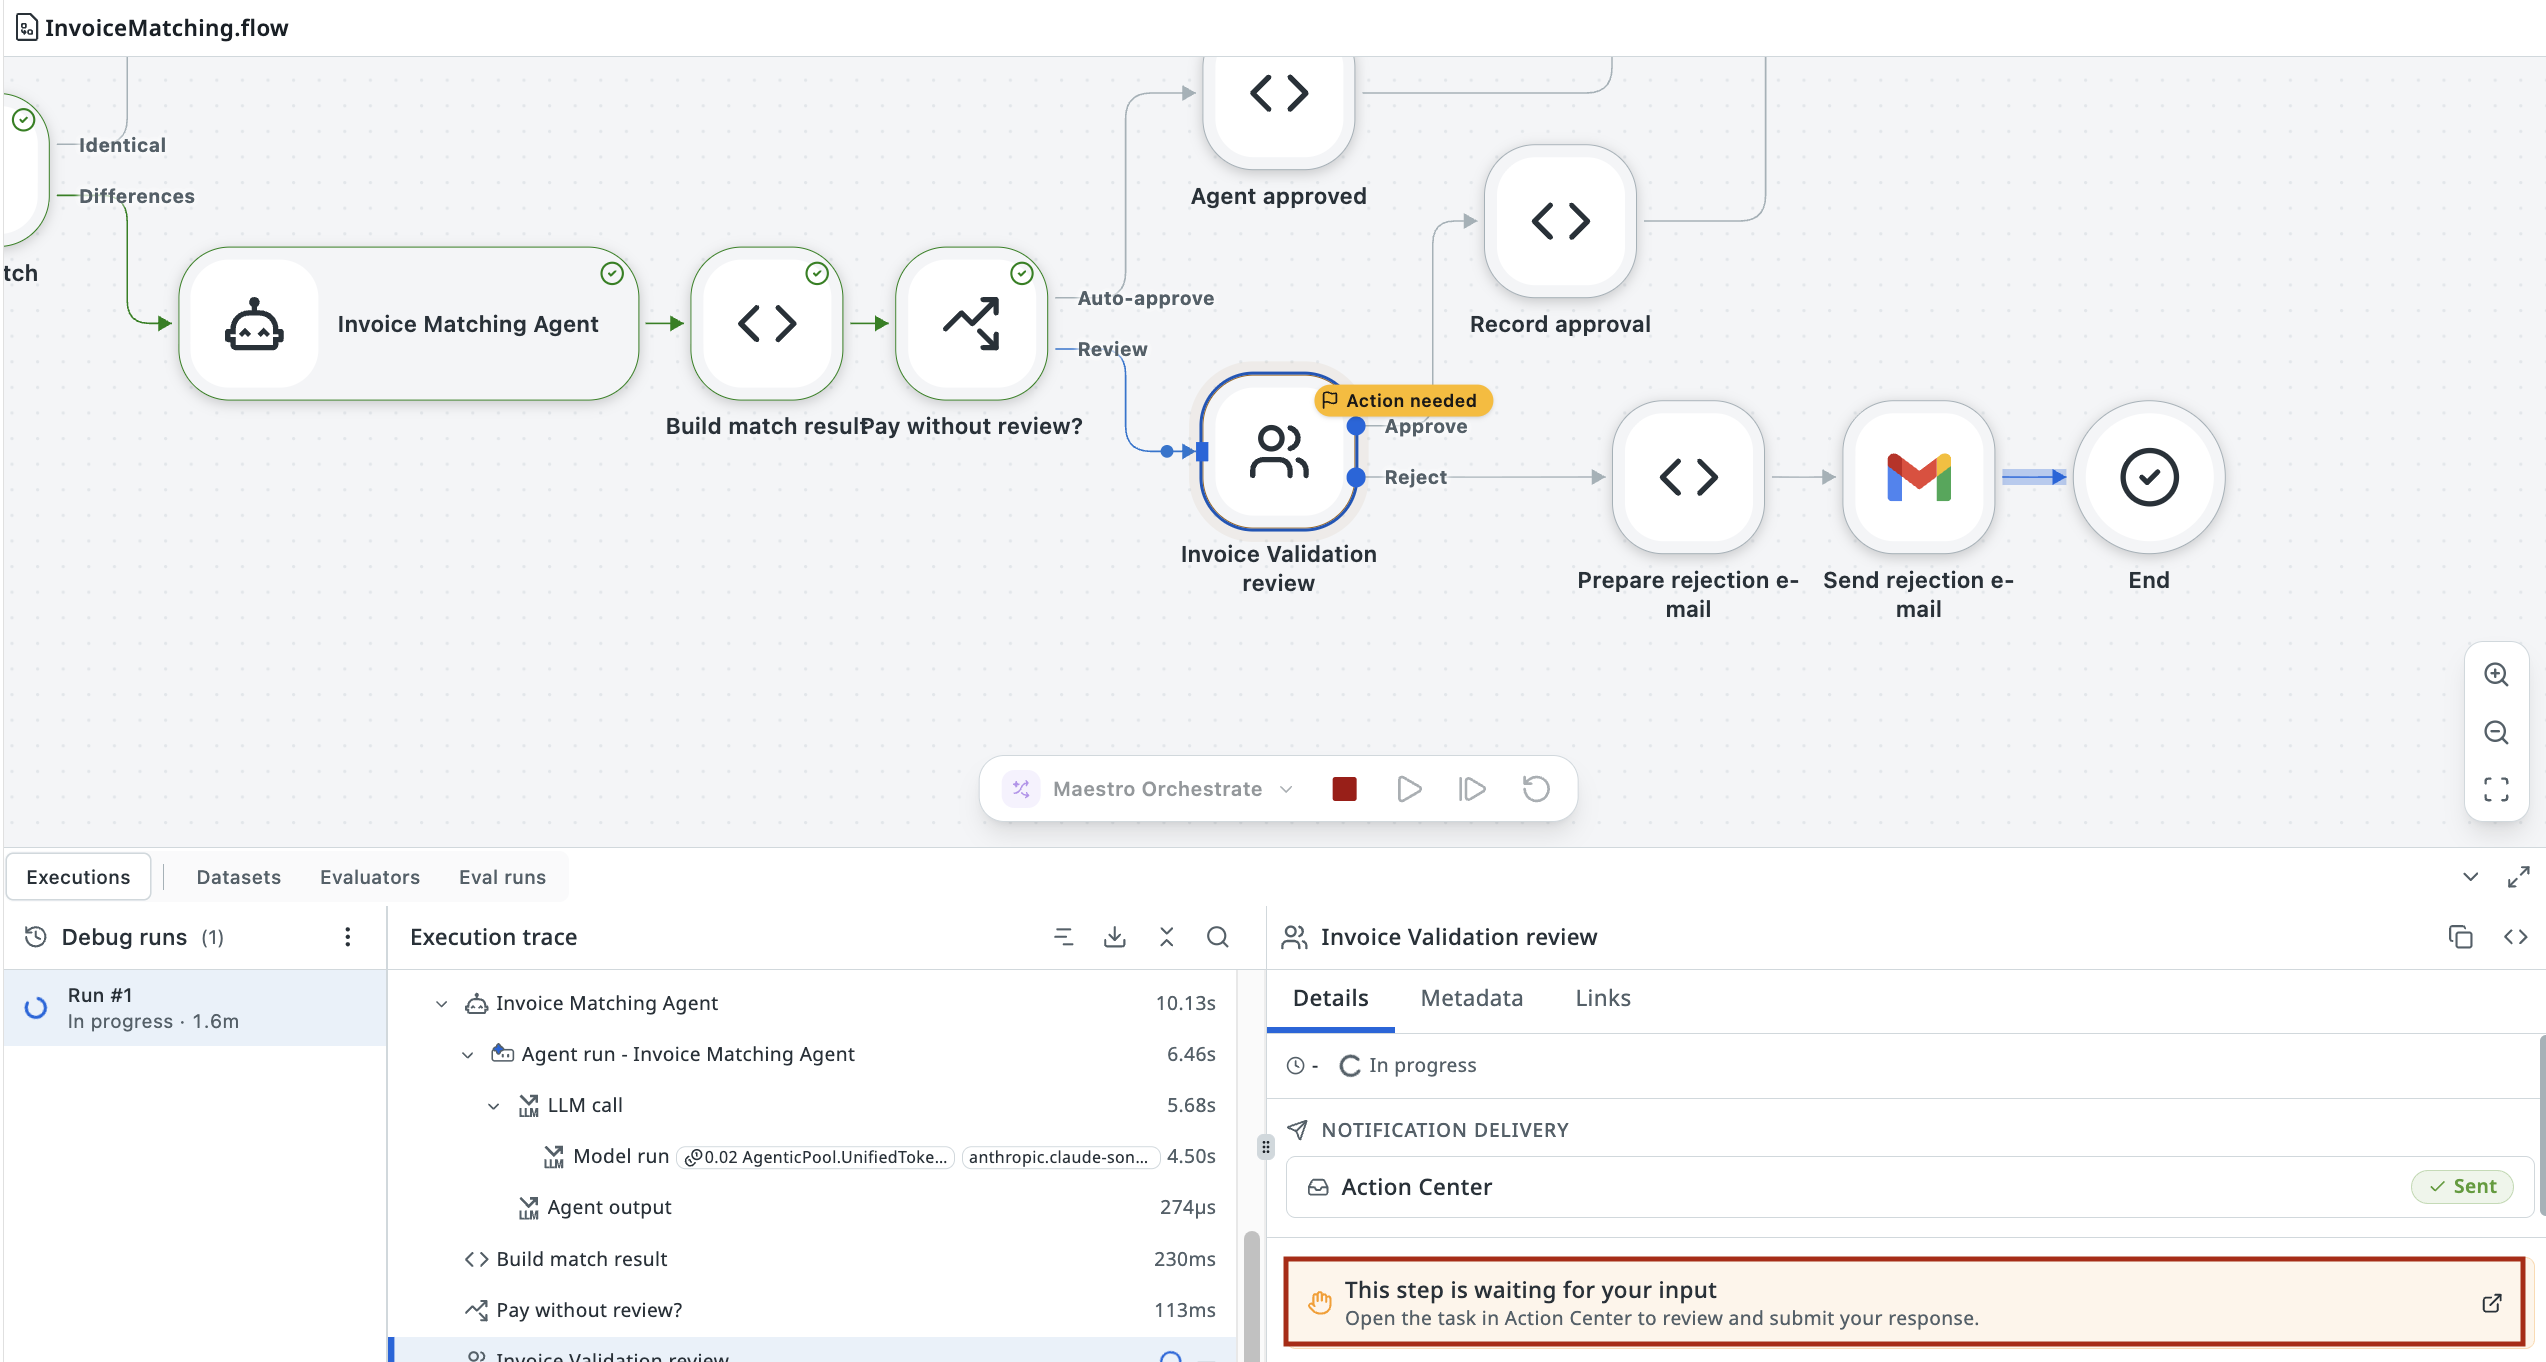 InvoiceMatching.flow
Identical
Differences
tch
Invoice Matching Agent
Build match result
Pay without review?
Auto-approve
Review
Agent approved
Record approval
Action needed
Approve
Reject
Invoice Validation
review
Prepare rejection e-
mail
Send rejection e-
mail
End
Maestro Orchestrate
Executions
Datasets
Evaluators
Eval runs
Debug runs (1)
Run #1
In progress · 1.6m
Execution trace
Invoice Matching Agent 10.13s
Agent run - Invoice Matching Agent 6.46s
LLM call 5.68s
Model run 0.02 AgenticPool.UnifiedToke... anthropic.claude-son... 4.50s
Agent output 274µs
Build match result 230ms
Pay without review? 113ms
Invoice Validation review
Invoice Validation review
Details
Metadata
Links
- In progress
NOTIFICATION DELIVERY
Action Center
Sent
This step is waiting for your input
Open the task in Action Center to review and submit your response.